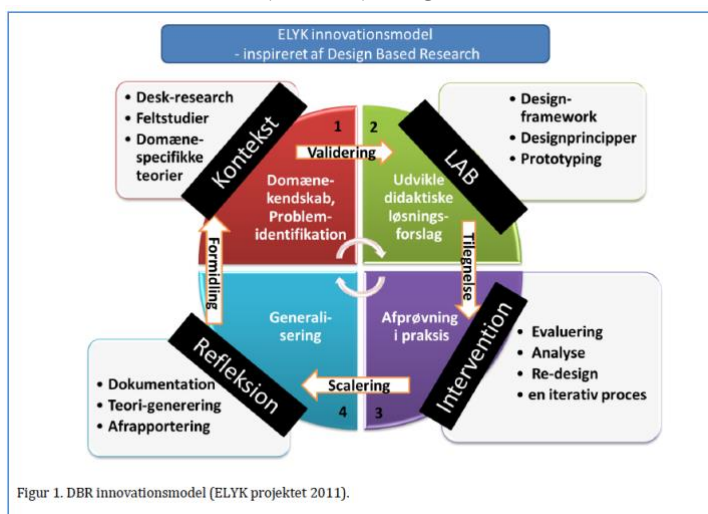 ELYK innovationsmodel
- inspireret af Design Based Research
• Desk-research
• Feltstudier
• Domæne-
specifikke
teorier
Kontekst
1
Domæne-
kendskab,
Problem-
identifikation
Validering
2
Udvikle
didaktiske
løsnings-
forslag
LAB
• Design-
framework
• Designprincipper
• Prototyping
Tilegnelse
Afprøvning
i praksis
3
Intervention
• Evaluering
• Analyse
• Re-design
• en iterativ proces
Scalering
Generali-
sering
4
Refleksion
• Dokumentation
• Teori-generering
• Afrapportering
Formidling
Figur 1. DBR innovationsmodel (ELYK projektet 2011).